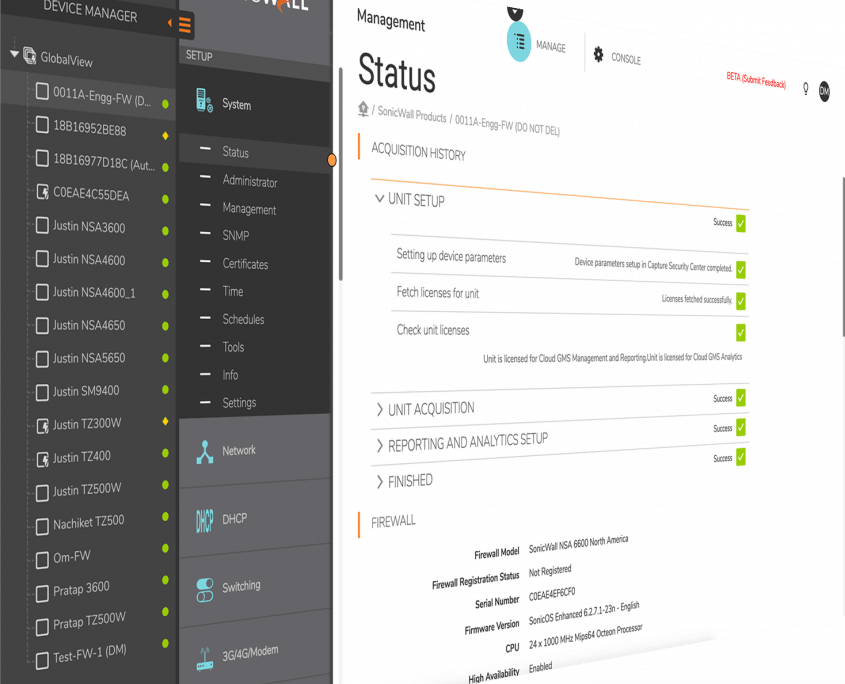 DEVICE MANAGER
GlobalView
0011A-Engg-FW (D...
18B16952BE88
18B16977D18C (Aut...
C0EAE4C55DEA
Justin NSA3600
Justin NSA4600
Justin NSA4600_1
Justin NSA4650
Justin NSA5650
Justin SM9400
Justin TZ300W
Justin TZ400
Justin TZ500W
Nachiket TZ500
Om-FW
Pratap 3600
Pratap TZ500W
Test-FW-1 (DM)
SETUP
System
Status
Administrator
Management
SNMP
Certificates
Time
Schedules
Tools
Info
Settings
Network
DHCP DHCP
Switching
3G/4G/Modem
Management
MANAGE
CONSOLE
BETA (Submit Feedback)
DM
Status
/ SonicWall Products / 0011A-Engg-FW (DO NOT DEL)
ACQUISITION HISTORY
UNIT SETUP
Success
Setting up device parameters Device parameters setup in Capture Security Center completed.
Fetch licenses for unit Licenses fetched successfully.
Check unit licenses
Unit is licensed for Cloud GMS Management and Reporting.Unit is licensed for Cloud GMS Analytics
UNIT ACQUISITION Success
REPORTING AND ANALYTICS SETUP Success
FINISHED Success
FIREWALL
Firewall Model SonicWall NSA 6600 North America
Firewall Registration Status Not Registered
Serial Number C0EAE4EF6CF0
Firmware Version SonicOS Enhanced 6.2.7.1-23n - English
CPU 24 x 1000 MHz Mips64 Octeon Processor
High Availability Enabled